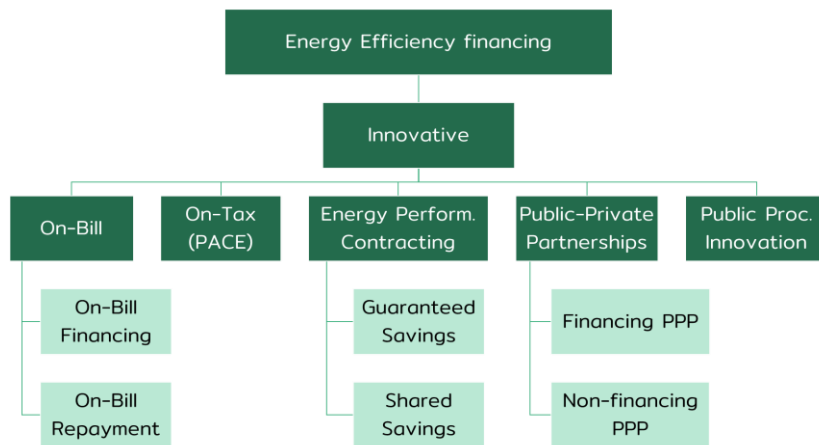 Energy Efficiency financing
Innovative
On-Bill
On-Tax
(PACE)
Energy Perform.
Contracting
Public-Private
Partnerships
Public Proc.
Innovation
On-Bill
Financing
Guaranteed
Savings
Financing PPP
On-Bill
Repayment
Shared
Savings
Non-financing
PPP